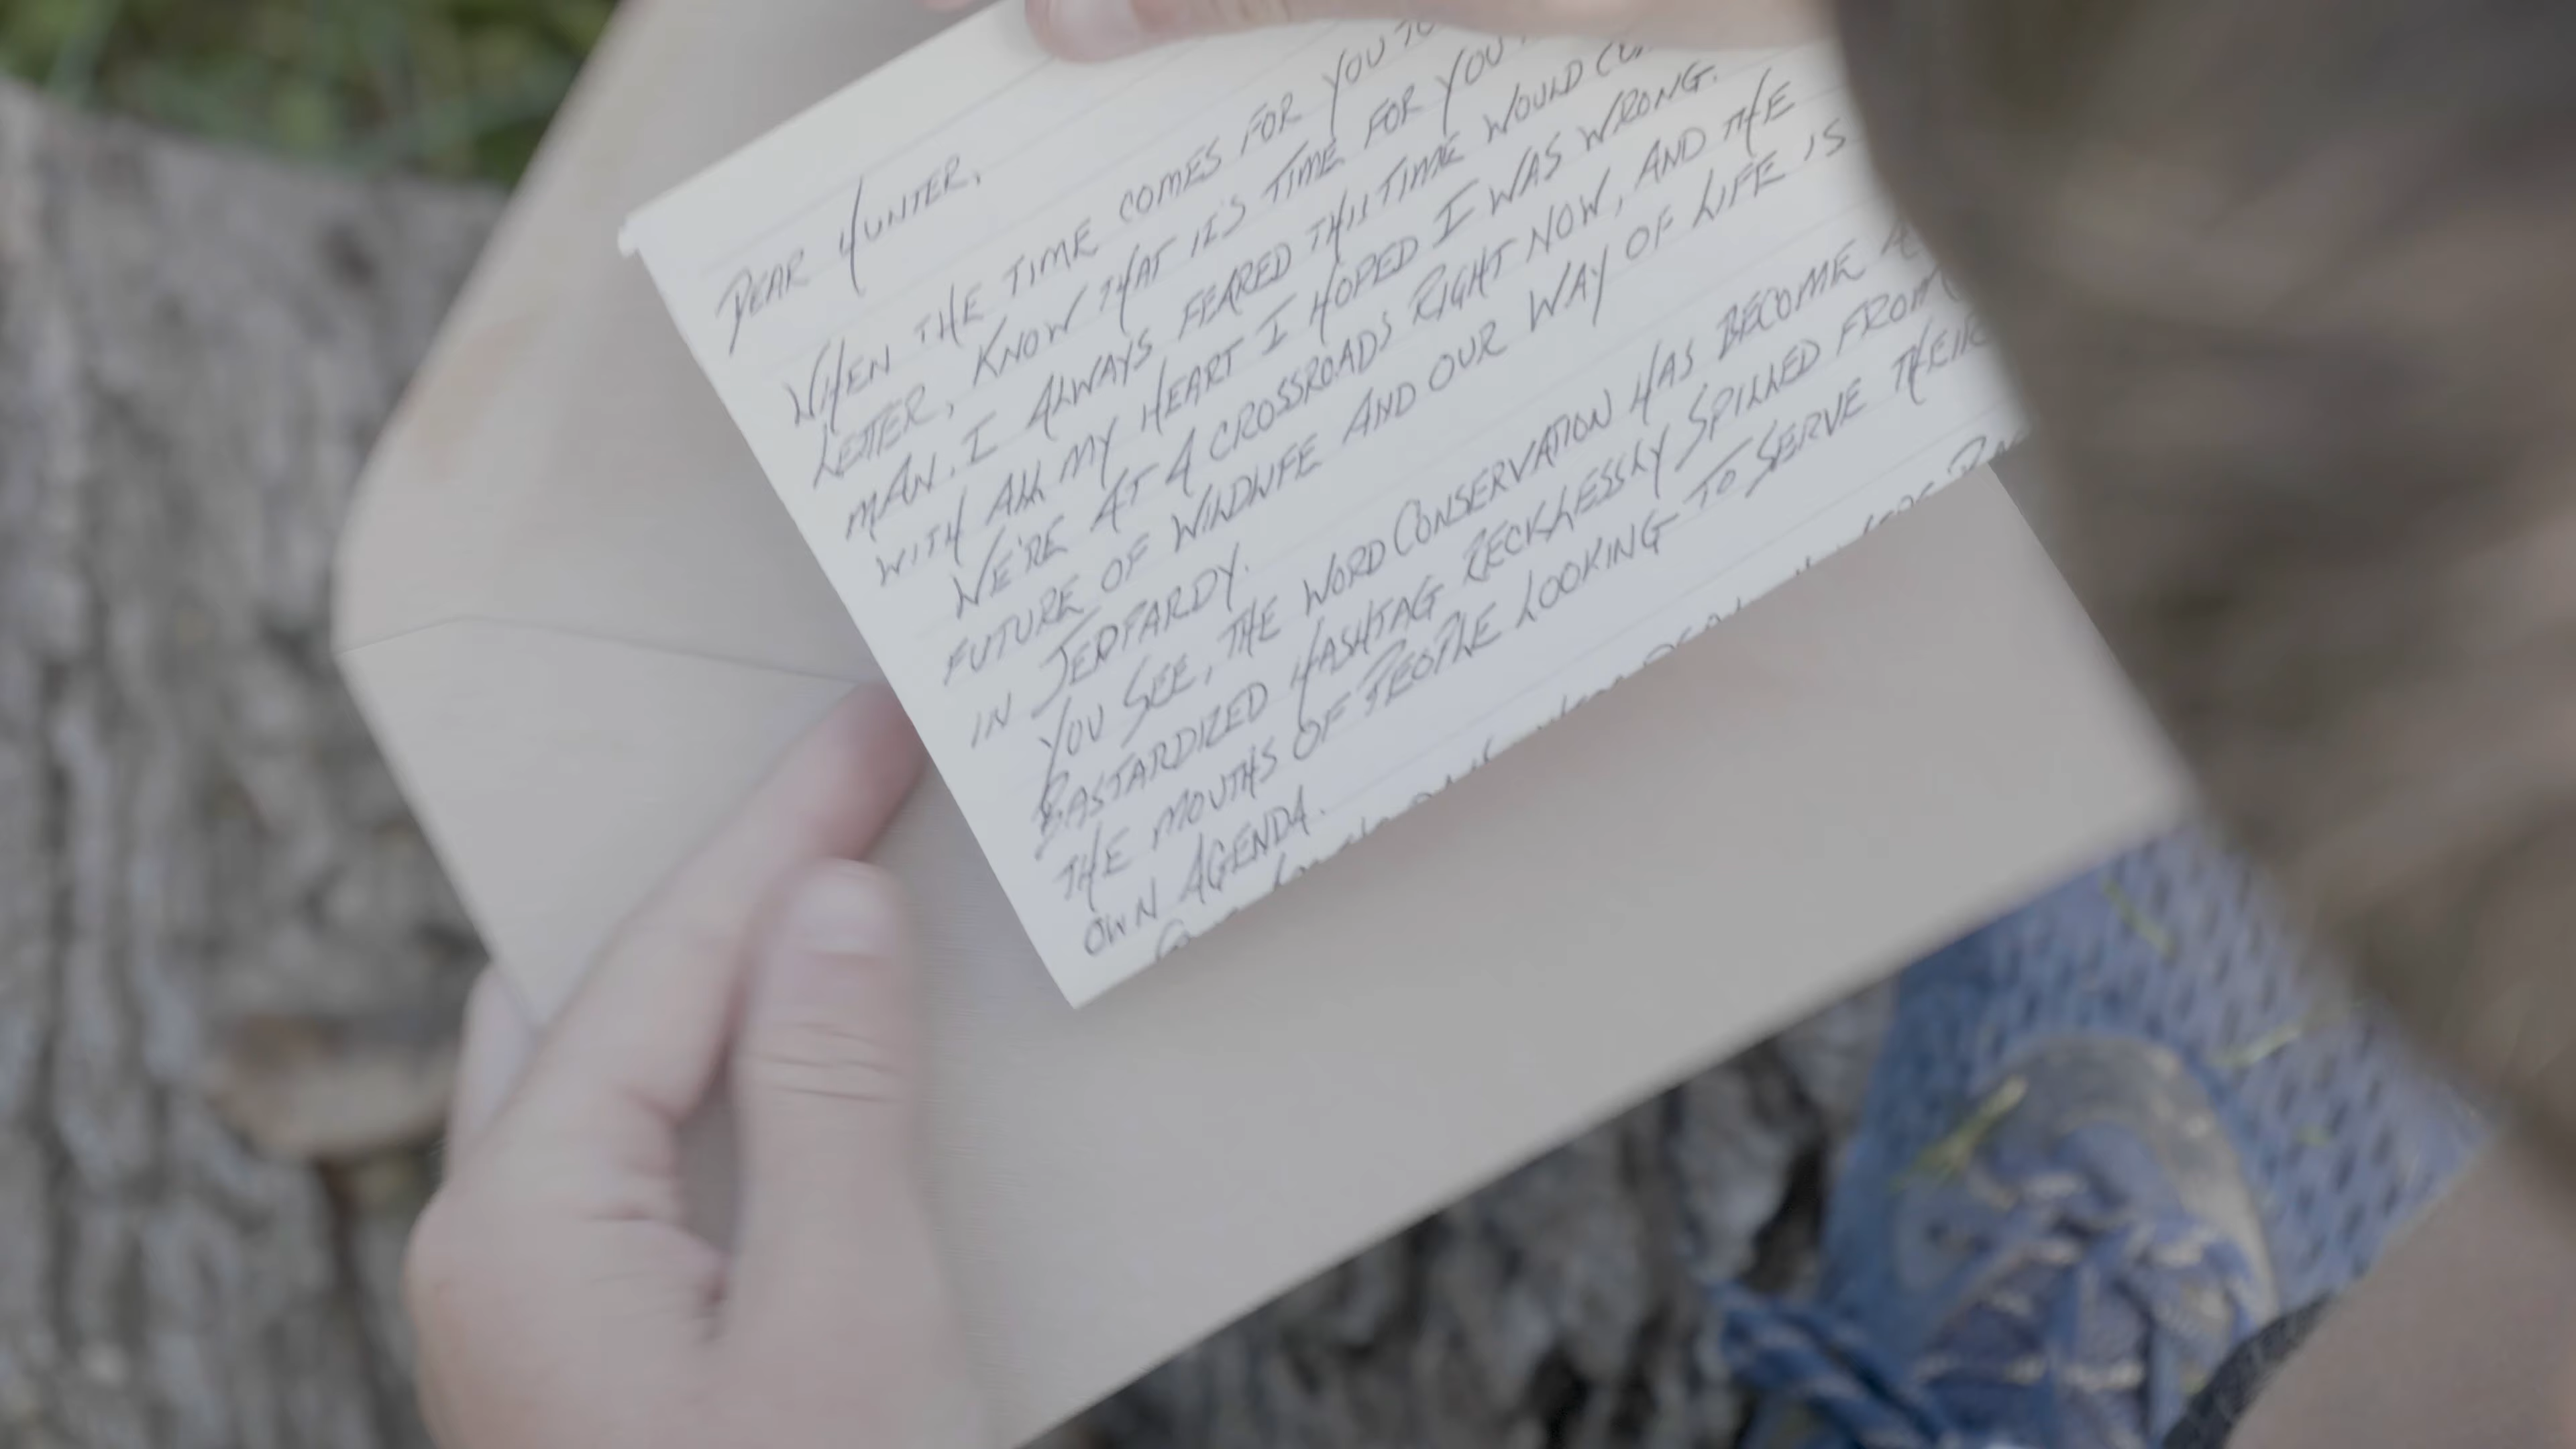 DEAR HUNTER,
WHEN THE TIME COMES FOR YOU TO
LETTER, KNOW THAT IT'S TIME FOR YOU
MAN. I ALWAYS FEARED THIS TIME WOULD
WITH ALL MY HEART I HOPED I WAS WRONG.
WE'RE AT A CROSSROADS RIGHT NOW, AND THE
FUTURE OF WILDLIFE AND OUR WAY OF LIFE IS
IN JEOPARDY.
YOU SEE, THE WORD CONSERVATION HAS BECOME A
BASTARDIZED HASHTAG RECKLESSLY SPILLED FROM
THE MOUTHS OF PEOPLE LOOKING TO SERVE THEIR
OWN AGENDA.